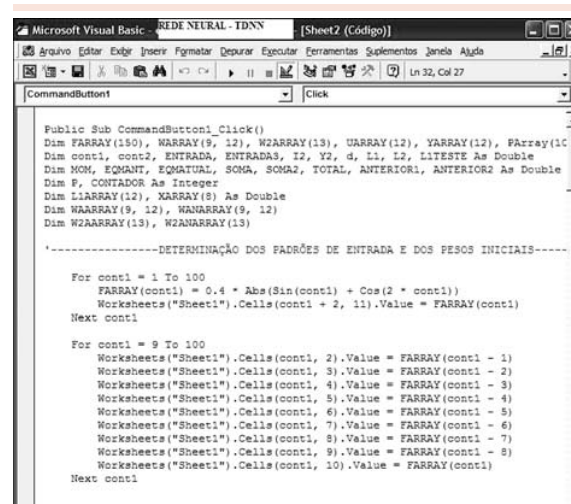 Microsoft Visual Basic - REDE NEURAL - TDNN - [Sheet2 (Código)]
Arquivo Editar Exibir Inserir Formatar Depurar Executar Ferramentas Suplementos Janela Ajuda
Ln 32, Col 27
CommandButton1 Click
Public Sub CommandButton1_Click()
Dim FARRAY(150), WARRAY(9, 12), W2ARRAY(13), UARRAY(12), YARRAY(12), PArray(10
Dim cont1, cont2, ENTRADA, ENTRADA3, I2, Y2, d, L1, L2, L1TESTE As Double
Dim MOM, EQMANT, EQMATUAL, SOMA, SOMA2, TOTAL, ANTERIOR1, ANTERIOR2 As Double
Dim P, CONTADOR As Integer
Dim L1ARRAY(12), XARRAY(8) As Double
Dim WAARRAY(9, 12), WANARRAY(9, 12)
Dim W2AARRAY(13), W2ANARRAY(13)
'----------------DETERMINAÇÃO DOS PADRÕES DE ENTRADA E DOS PESOS INICIAIS-----
For cont1 = 1 To 100
FARRAY(cont1) = 0.4 * Abs(Sin(cont1) + Cos(2 * cont1))
Worksheets("Sheet1").Cells(cont1 + 2, 11).Value = FARRAY(cont1)
Next cont1
For cont1 = 9 To 100
Worksheets("Sheet1").Cells(cont1, 2).Value = FARRAY(cont1 - 1)
Worksheets("Sheet1").Cells(cont1, 3).Value = FARRAY(cont1 - 2)
Worksheets("Sheet1").Cells(cont1, 4).Value = FARRAY(cont1 - 3)
Worksheets("Sheet1").Cells(cont1, 5).Value = FARRAY(cont1 - 4)
Worksheets("Sheet1").Cells(cont1, 6).Value = FARRAY(cont1 - 5)
Worksheets("Sheet1").Cells(cont1, 7).Value = FARRAY(cont1 - 6)
Worksheets("Sheet1").Cells(cont1, 8).Value = FARRAY(cont1 - 7)
Worksheets("Sheet1").Cells(cont1, 9).Value = FARRAY(cont1 - 8)
Worksheets("Sheet1").Cells(cont1, 10).Value = FARRAY(cont1)
Next cont1